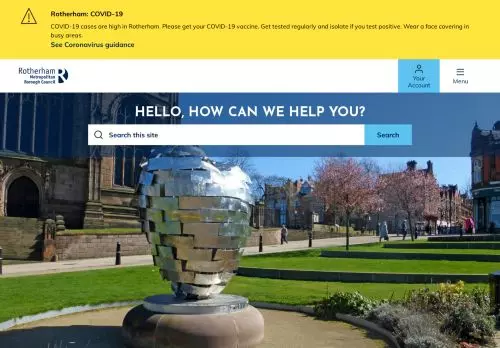 Rotherham: COVID-19
COVID-19 cases are high in Rotherham. Please get your COVID-19 vaccine. Get tested regularly and isolate if you test positive. Wear a face covering in
busy areas.
See Coronavirus guidance
Rotherham
Metropolitan
Borough Council
Your
Account
Menu
HELLO, HOW CAN WE HELP YOU?
Search this site
Search